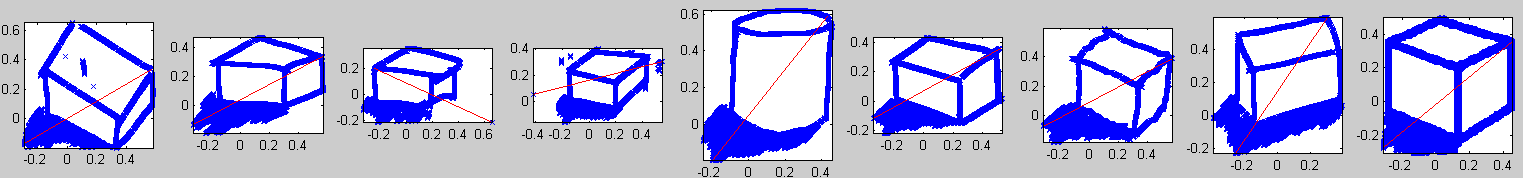 0.6 0.4 0.2 0 -0.2 0 0.2 0.4
0.4 0.2 0 -0.2 0 0.2 0.4
0.2 0 -0.2 -0.2 0 0.2 0.4 0.6
0.4 0.2 0 -0.4 -0.2 0 0.2 0.4
0.6 0.4 0.2 0 -0.2 -0.2 0 0.2 0.4
0.4 0.2 0 -0.2 -0.2 0 0.2 0.4
0.4 0.2 0 -0.2 0 0.2 0.4
0.4 0.2 0 -0.2 -0.2 0 0.2
0.4 0.2 0 -0.2 -0.2 0 0.2 0.4